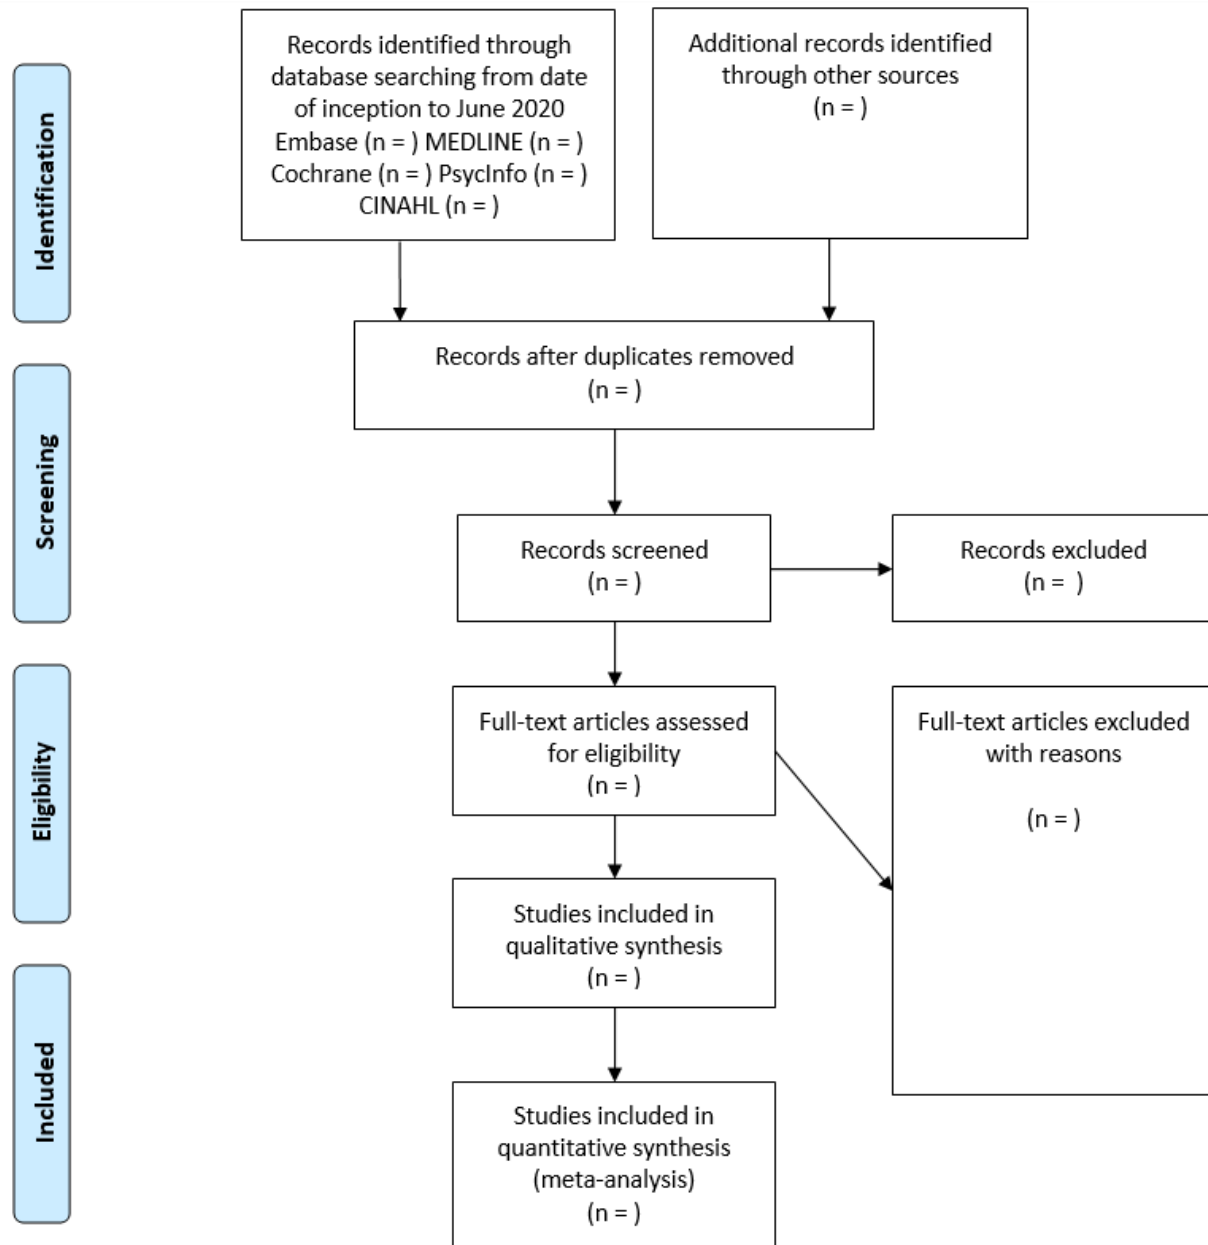 Identification
Records identified through
database searching from date
of inception to June 2020
Embase (n = ) MEDLINE (n = )
Cochrane (n = ) PsycInfo (n = )
CINAHL (n = )
Additional records identified
through other sources
(n = )
Records after duplicates removed
(n = )
Screening
Records screened
(n = )
Records excluded
(n =  )
Eligibility
Full-text articles assessed
for eligibility
(n = )
Full-text articles excluded
with reasons
(n = )
Studies included in
qualitative synthesis
(n = )
Included
Studies included in
quantitative synthesis
(meta-analysis)
(n = )